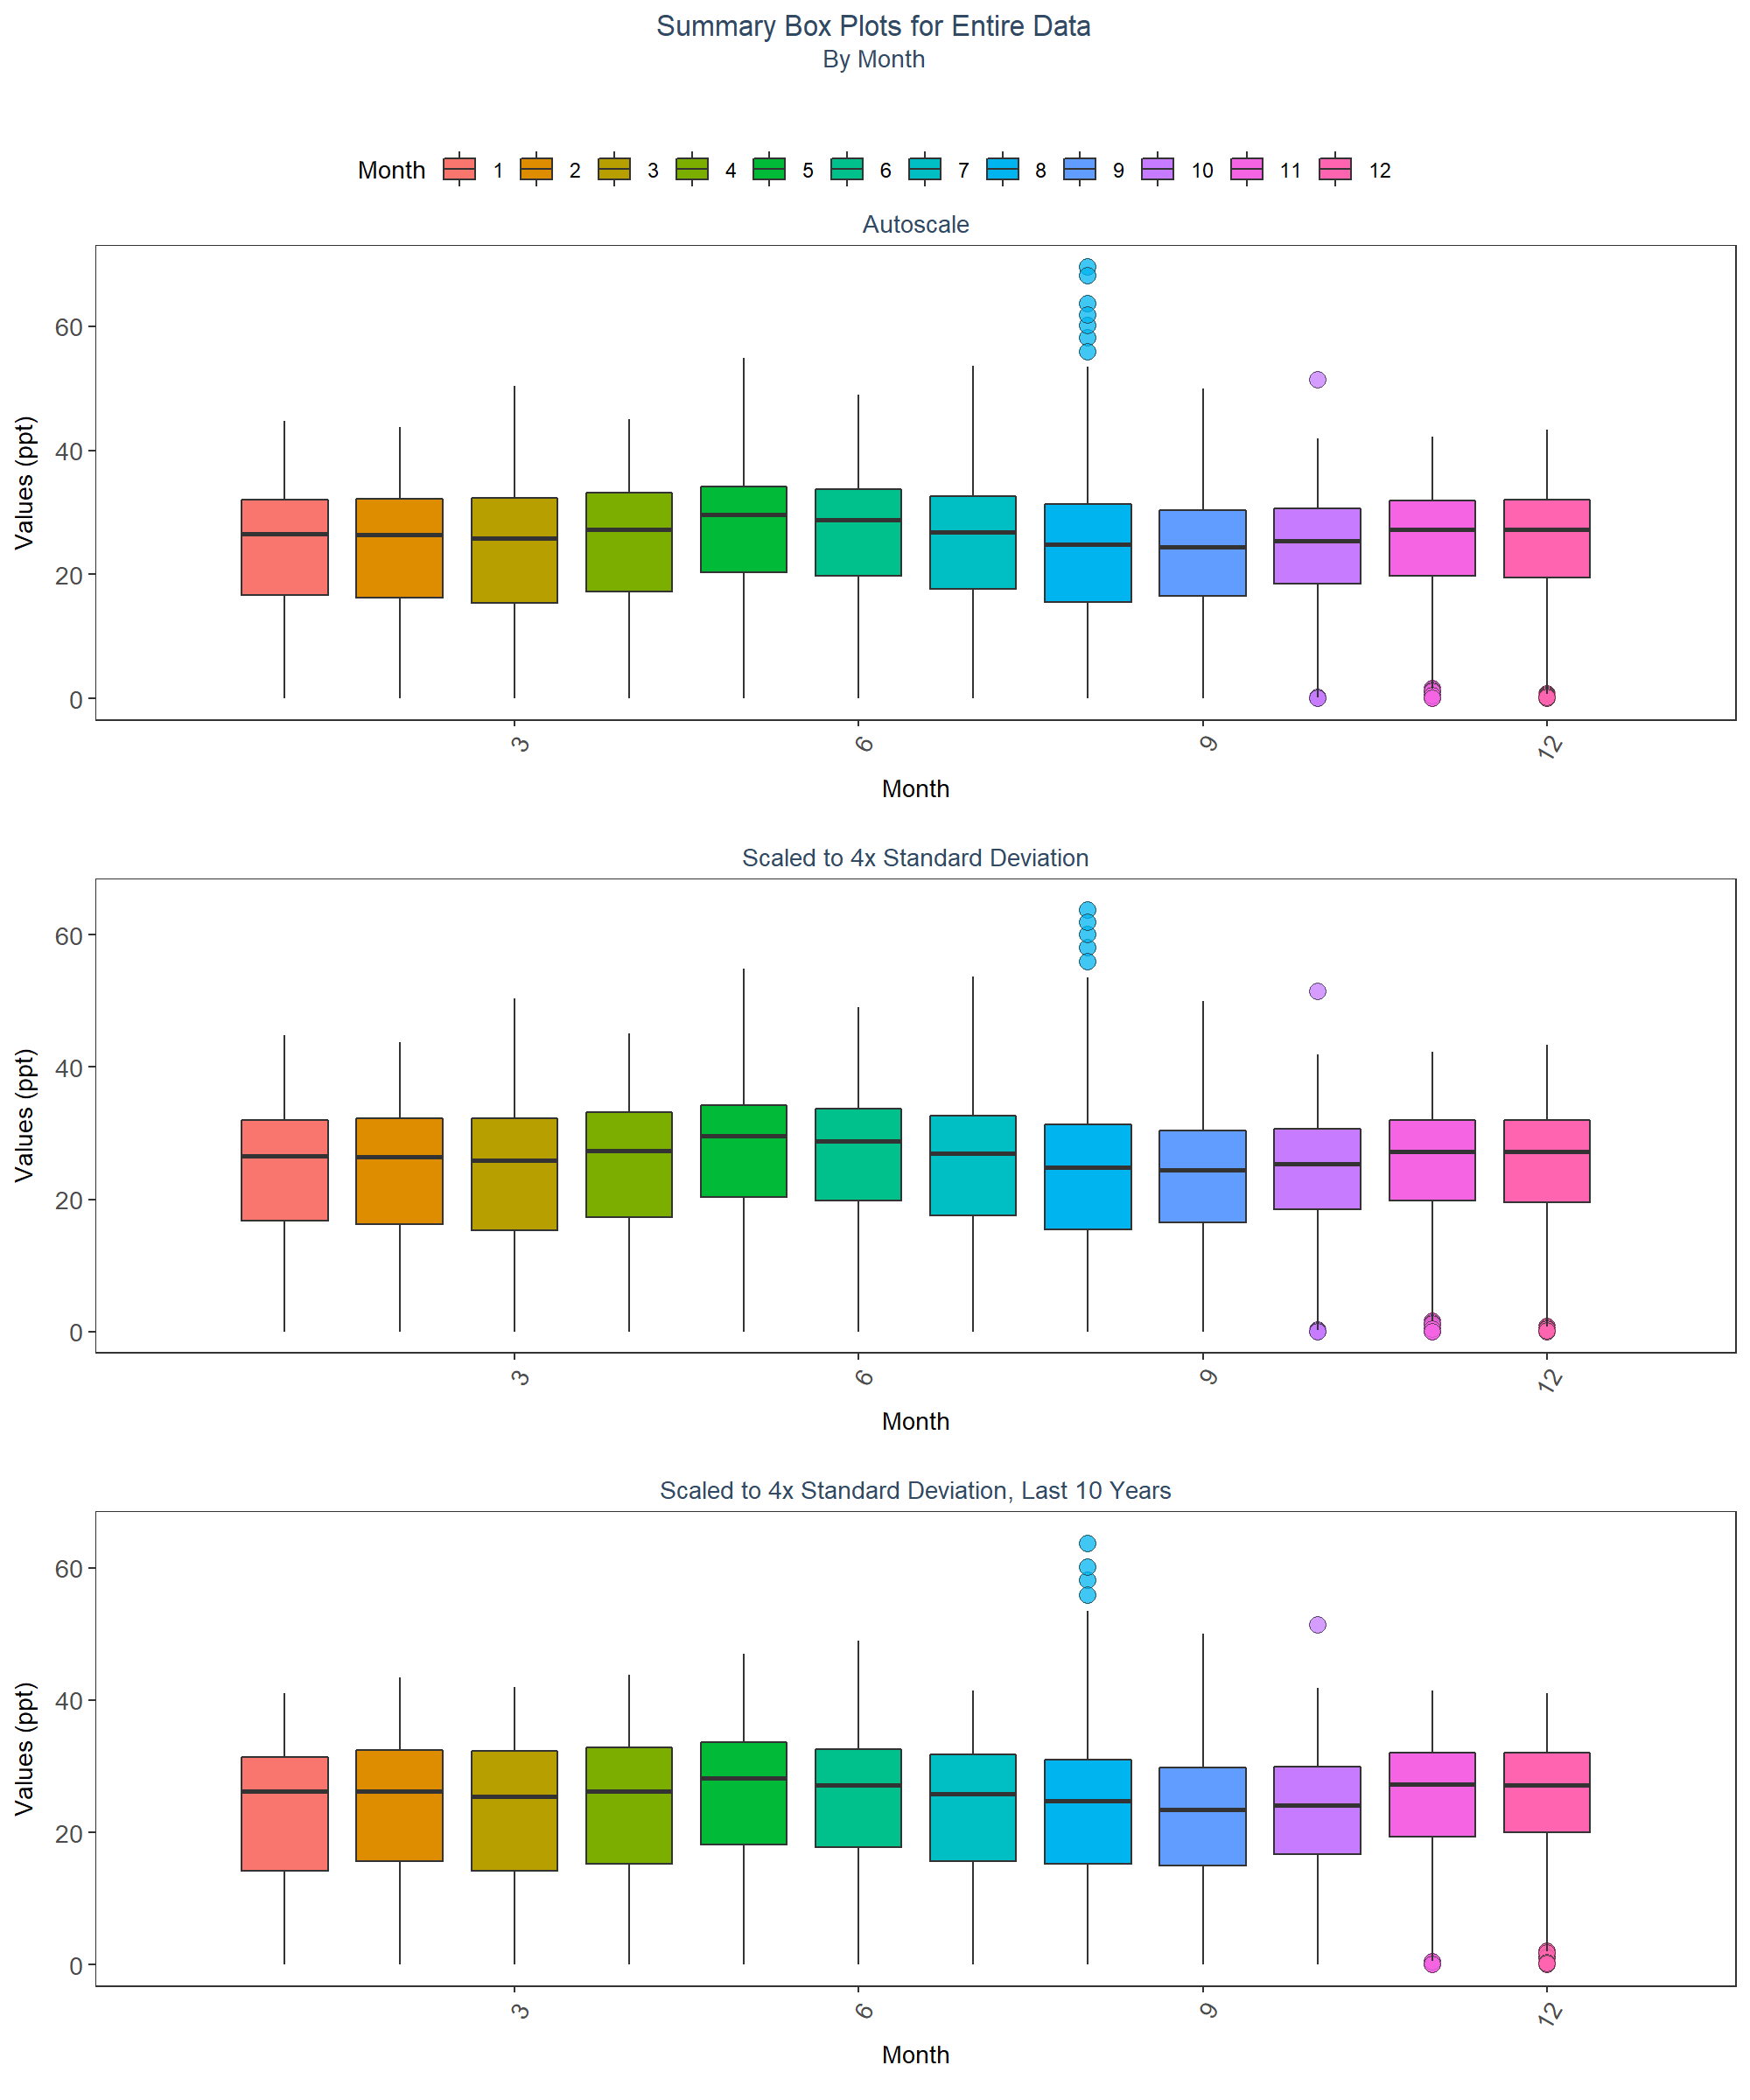 Summary Box Plots for Entire Data
By Month
Month 1 2 3 4 5 6 7 8 9 10 11 12
Autoscale
Values (ppt)
60
40
20
0
3 6 9 12
Month
Scaled to 4x Standard Deviation
Values (ppt)
60
40
20
0
3 6 9 12
Month
Scaled to 4x Standard Deviation, Last 10 Years
Values (ppt)
60
40
20
0
3 6 9 12
Month